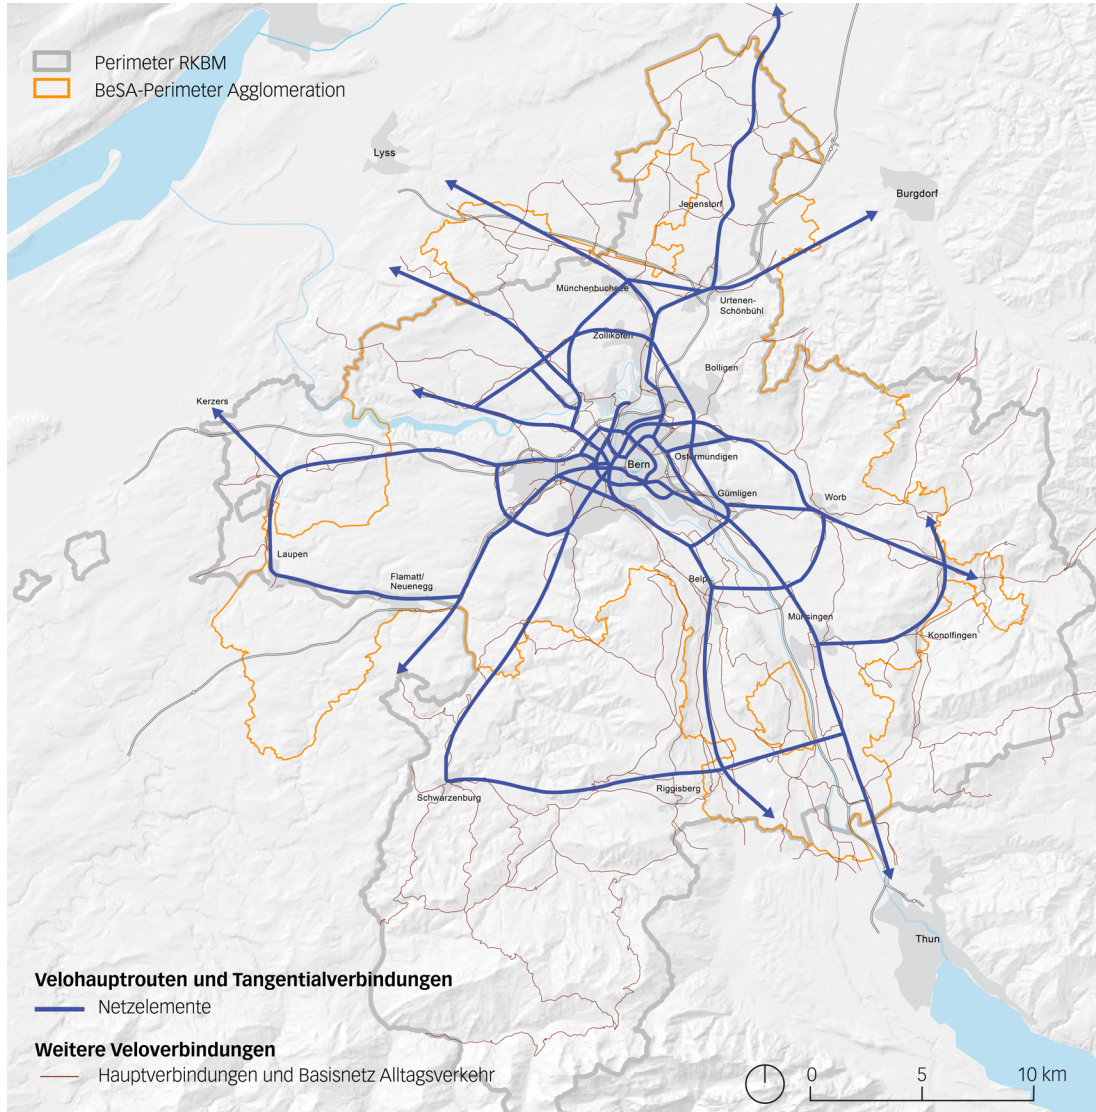 Perimeter RKBM
BeSA-Perimeter Agglomeration
Lyss
Burgdorf
Jegenstorf
Münchenbuchsee
Urtenen-
Schönbühl
Zollikofen
Bolligen
Kerzers
Ostermundigen
Bern
Gümligen
Worb
Laupen
Flamatt/
Neuenegg
Belp
Münsingen
Konolfingen
Riggisberg
Schwarzenburg
Thun
Velohauptrouten und Tangentialverbindungen
Netzelemente
Weitere Veloverbindungen
Hauptverbindungen und Basisnetz Alltagsverkehr
0 5 10 km